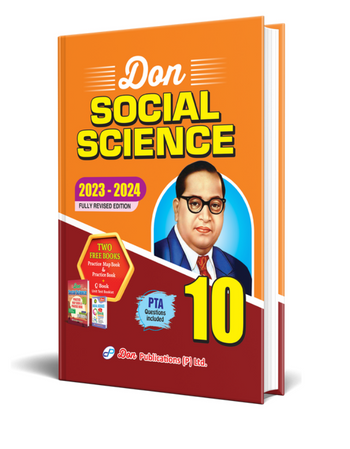 Don
SOCIAL
SCIENCE
2023 - 2024
FULLY REVISED EDITION
TWO
FREE BOOKS
Practice Map Book
&
Practice Book
+
Q Book
PTA
Questions
included
10
Don Publications (P) Ltd.